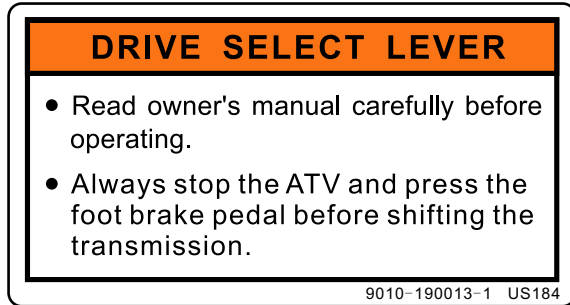 DRIVE SELECT LEVER
• Read owner's manual carefully before
operating.
• Always stop the ATV and press the
foot brake pedal before shifting the
transmission.
9010-190013-1 US184